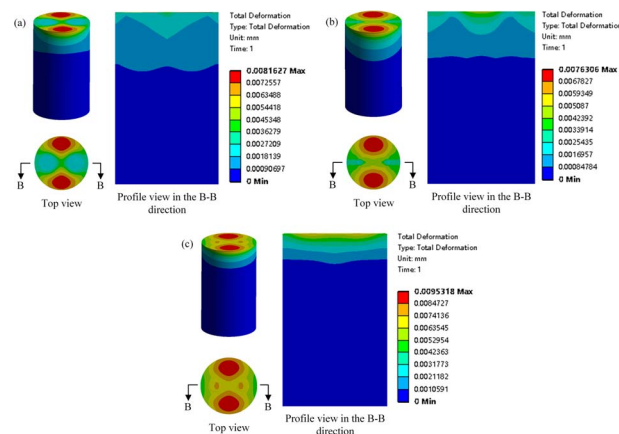 (a)
Total Deformation
Type: Total Deformation
Unit: mm
Time: 1
0.0081627 Max
0.0072557
0.0063488
0.0054418
0.0045348
0.0036279
0.0027209
0.0018139
0.00090697
0 Min
B
B
Top view
Profile view in the B-B
direction
(b)
Total Deformation
Type: Total Deformation
Unit: mm
Time: 1
0.0076306 Max
0.0067827
0.0059349
0.005087
0.0042392
0.0033914
0.0025435
0.0016957
0.00084784
0 Min
B
B
Top view
Profile view in the B-B
direction
(c)
Total Deformation
Type: Total Deformation
Unit: mm
Time: 1
0.0095318 Max
0.0084727
0.0074136
0.0063545
0.0052954
0.0042363
0.0031773
0.0021182
0.0010591
0 Min
B
B
Top view
Profile view in the B-B
direction